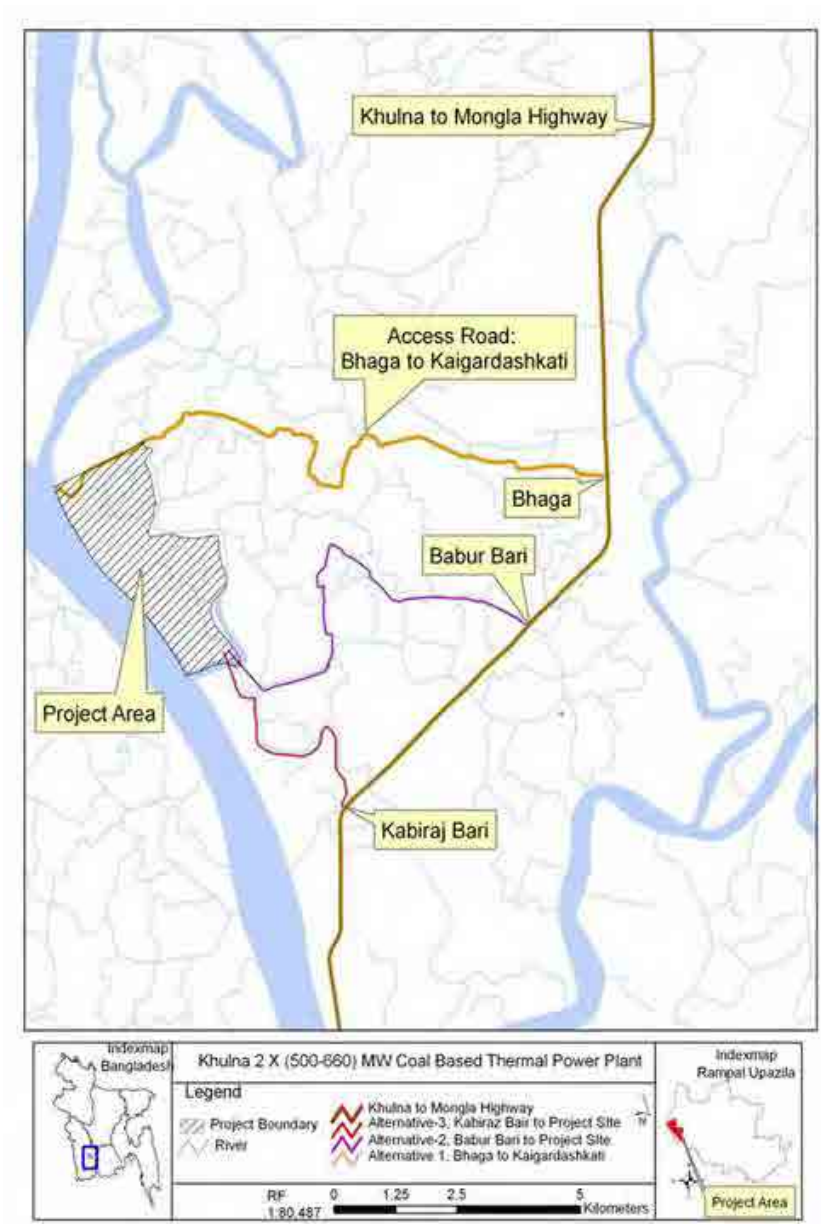 Khulna to Mongla Highway
Access Road:
Bhaga to Kaigardashkati
Bhaga
Babur Bari
Project Area
Kabiraj Bari
Indexmap
Bangladesh
Khulna 2 X (500-660) MW Coal Based Thermal Power Plant
Legend
Project Boundary
River
Khulna to Mongla Highway
Alternative-3, Kabiraz Bair to Project Site
Alternative-2, Babur Bari to Project Site
Alternative 1, Bhaga to Kaigardashkati
N
RF
1:80,487
0 1.25 2.5 5
Kilometers
Indexmap
Rampal Upazila
Project Area